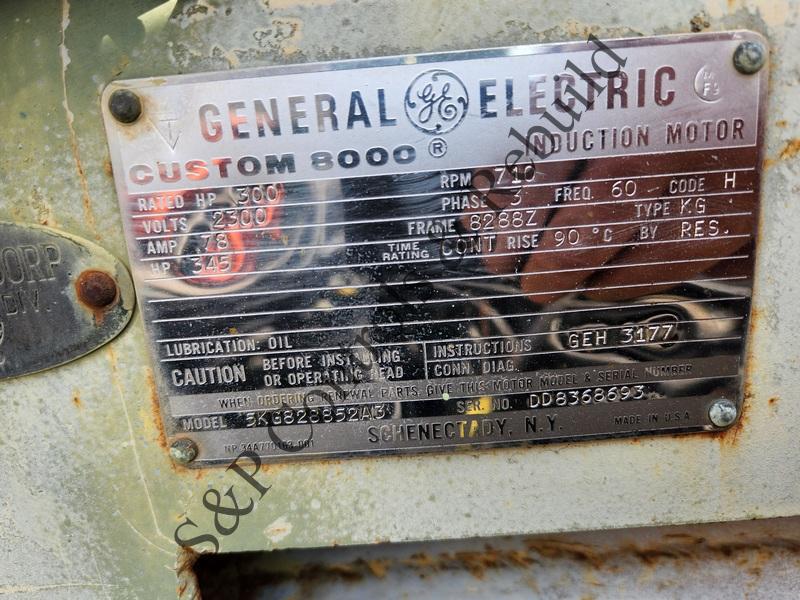 GENERAL GE ELECTRIC
CUSTOM 8000 ® INDUCTION MOTOR
RATED HP 300 RPM 710
VOLTS 2300 PHASE 3 FREQ. 60 CODE H
AMP 78 FRAME 8288Z TYPE KG
HP 345 TIME RATING CONT RISE 90 °C BY RES.
LUBRICATION: OIL
CAUTION BEFORE INSTALLING OR OPERATING READ
INSTRUCTIONS GEH 3177
CONN. DIAG.
WHEN ORDERING RENEWAL PARTS, GIVE THIS MOTOR MODEL & SERIAL NUMBER
MODEL 5KG828852A3 SER. NO. DD8368693
SCHENECTADY, N.Y. MADE IN U.S.A.
CORP
DIV.